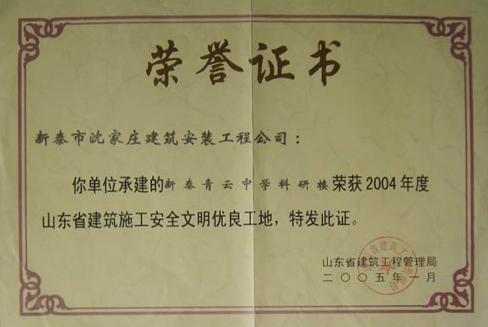 荣誉证书
新泰市沈家庄建筑安装工程公司：
你单位承建的新泰青云中学科研楼荣获2004年度
山东省建筑施工安全文明优良工地，特发此证。
山东省建筑工程管理局
二〇〇五年一月